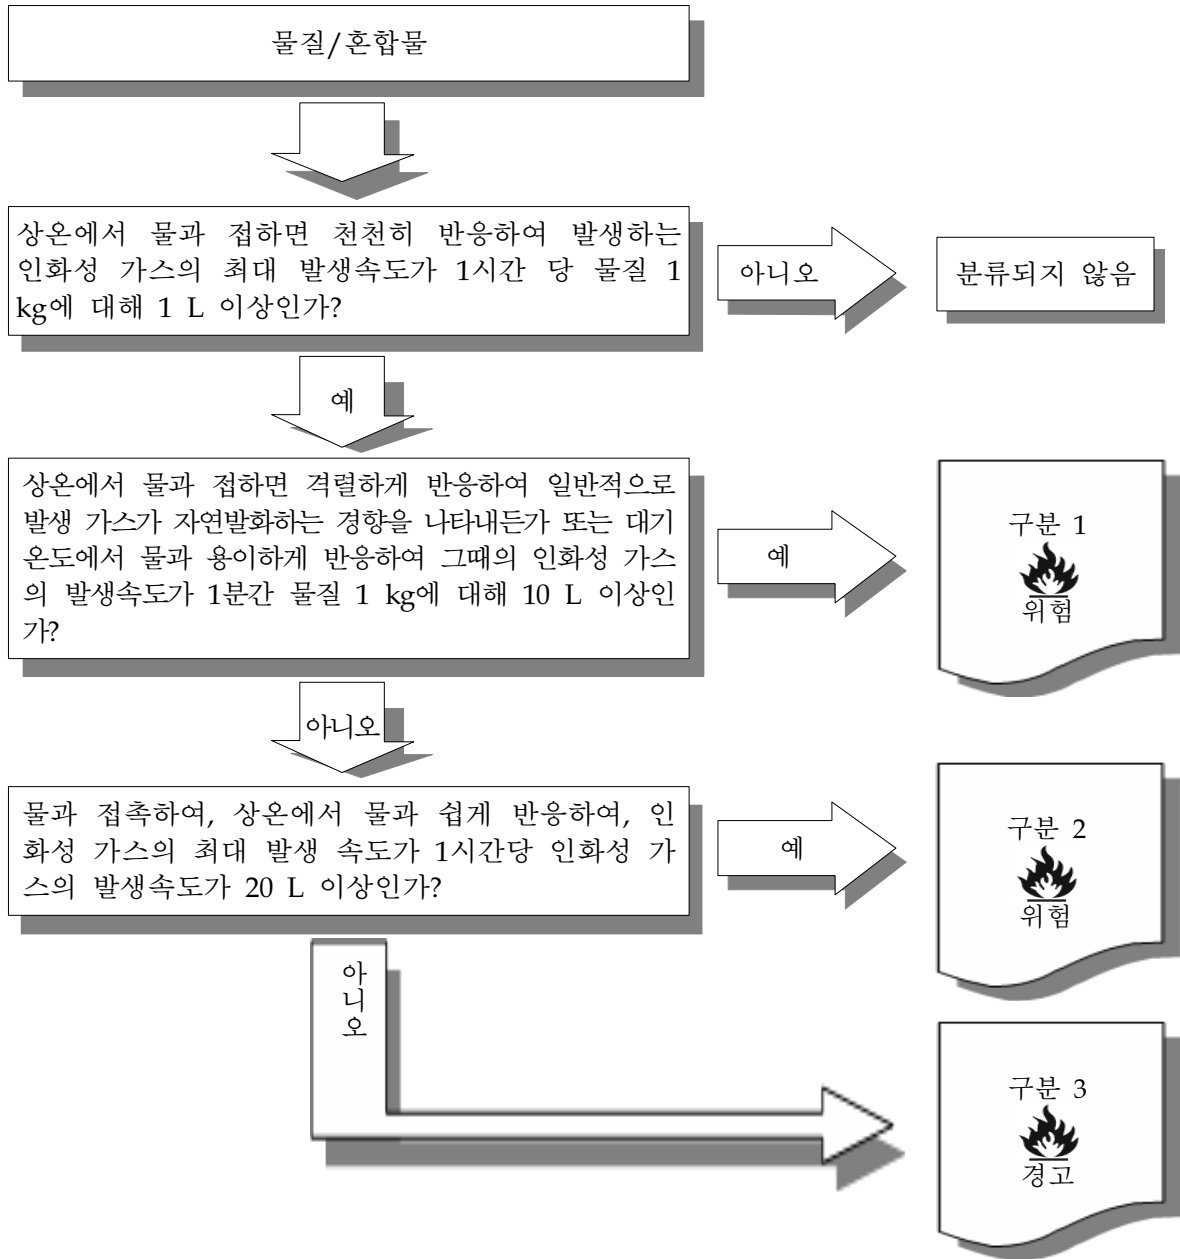 물질/혼합물
상온에서 물과 접하면 천천히 반응하여 발생하는
인화성 가스의 최대 발생속도가 1시간 당 물질 1
kg에 대해 1 L 이상인가?
아니오
분류되지 않음
예
상온에서 물과 접하면 격렬하게 반응하여 일반적으로
발생 가스가 자연발화하는 경향을 나타내든가 또는 대기
온도에서 물과 용이하게 반응하여 그때의 인화성 가스
의 발생속도가 1분간 물질 1 kg에 대해 10 L 이상인
가?
예
구분 1
위험
아니오
물과 접촉하여, 상온에서 물과 쉽게 반응하여, 인
화성 가스의 최대 발생 속도가 1시간당 인화성 가
스의 발생속도가 20 L 이상인가?
예
구분 2
위험
아니오
구분 3
경고